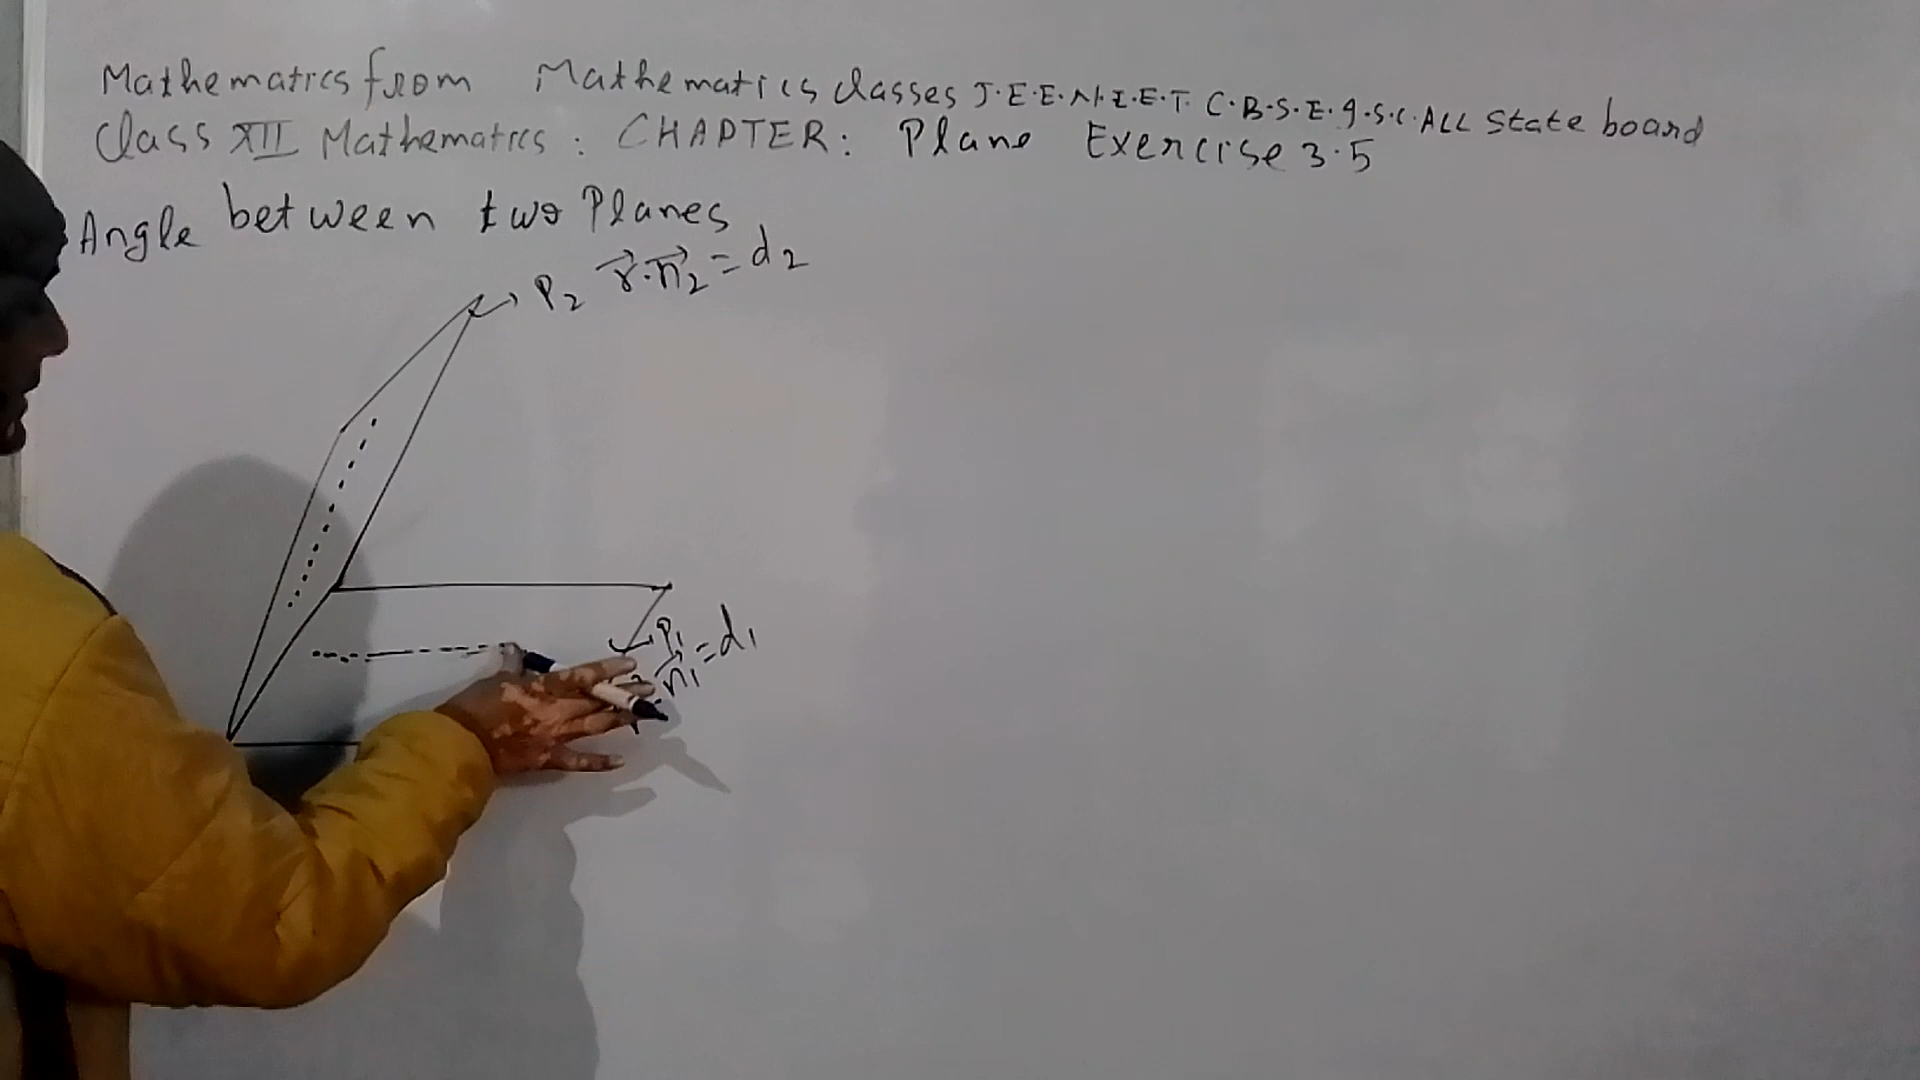 Mathematics from Mathematics classes J.E.E. N.E.E.T. C.B.S.E. I.S.C. ALL State board
Class XII Mathematics : CHAPTER : Plane Exercise 3.5
Angle between two Planes
P₂ r⃗.n⃗₂ = d₂
P₁
n⃗₁ = d₁